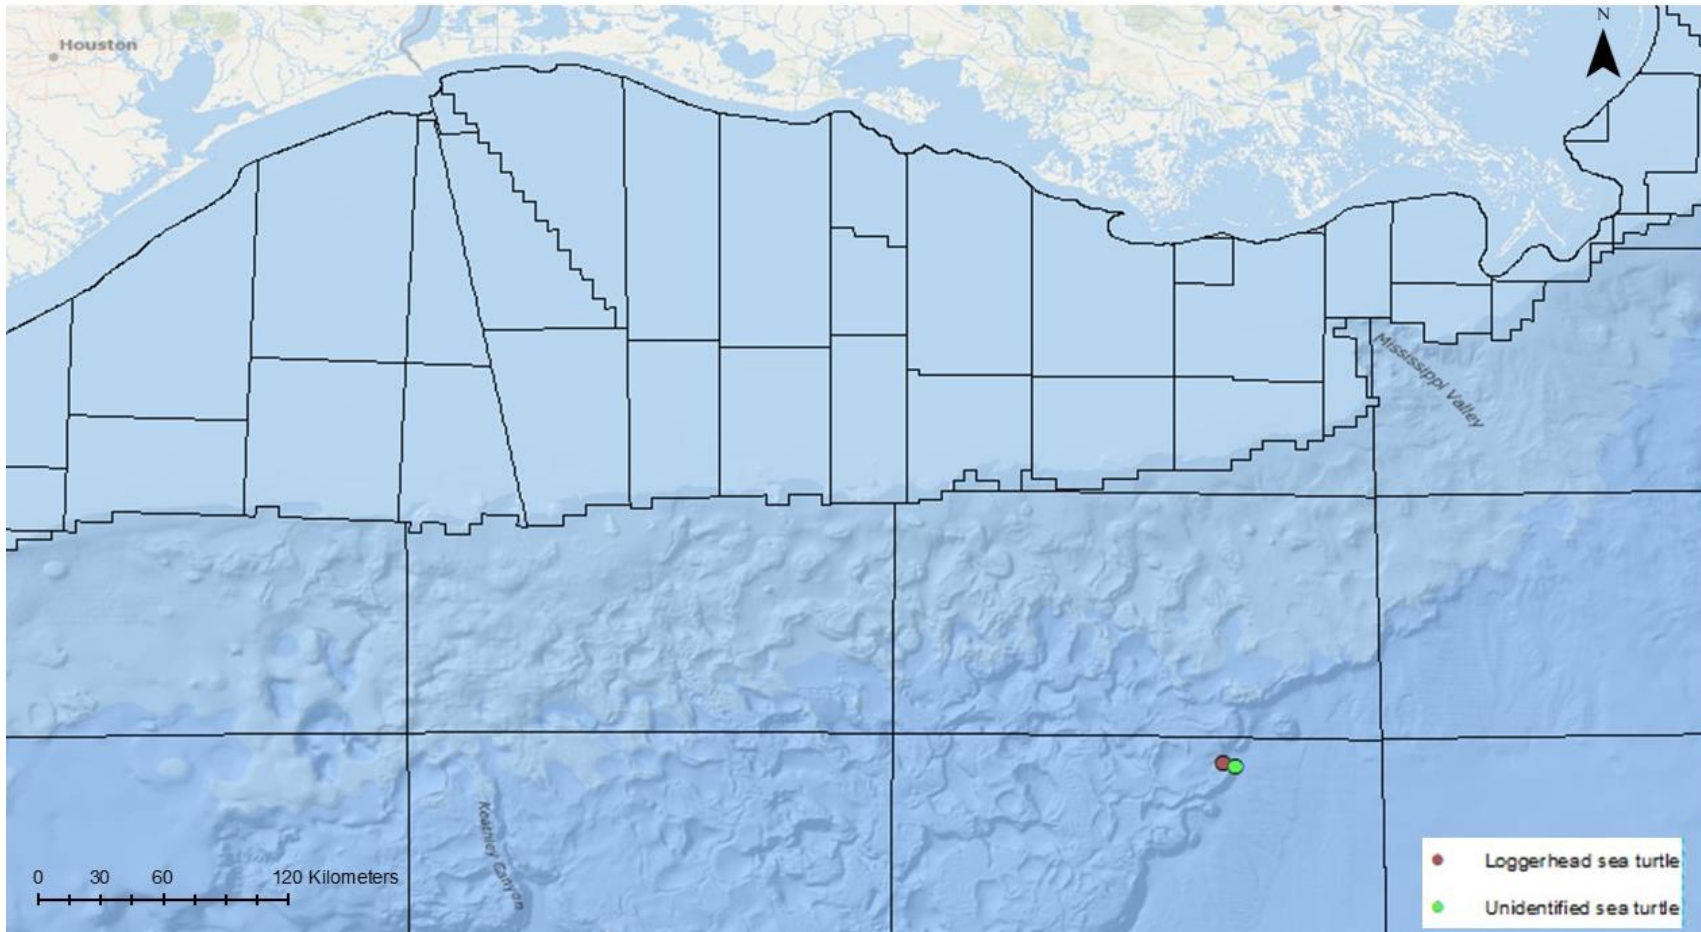 N
Houston
Mississippi Valley
Keathley Canyon
0 30 60 120 Kilometers
Loggerhead sea turtle
Unidentified sea turtle